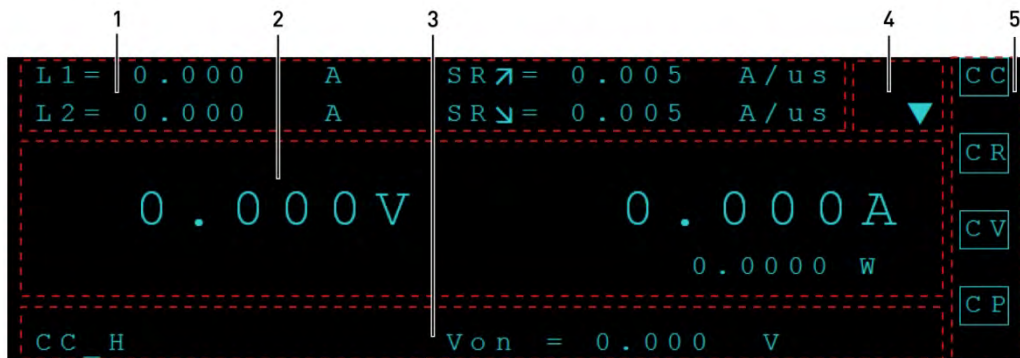 1 2 3 4 5
L1= 0.000 A SR↗= 0.005 A/us CC
L2= 0.000 A SR↘= 0.005 A/us ▼
CR
0.000V 0.000A
CV
0.0000 W
CP
CC_H Von = 0.000 V